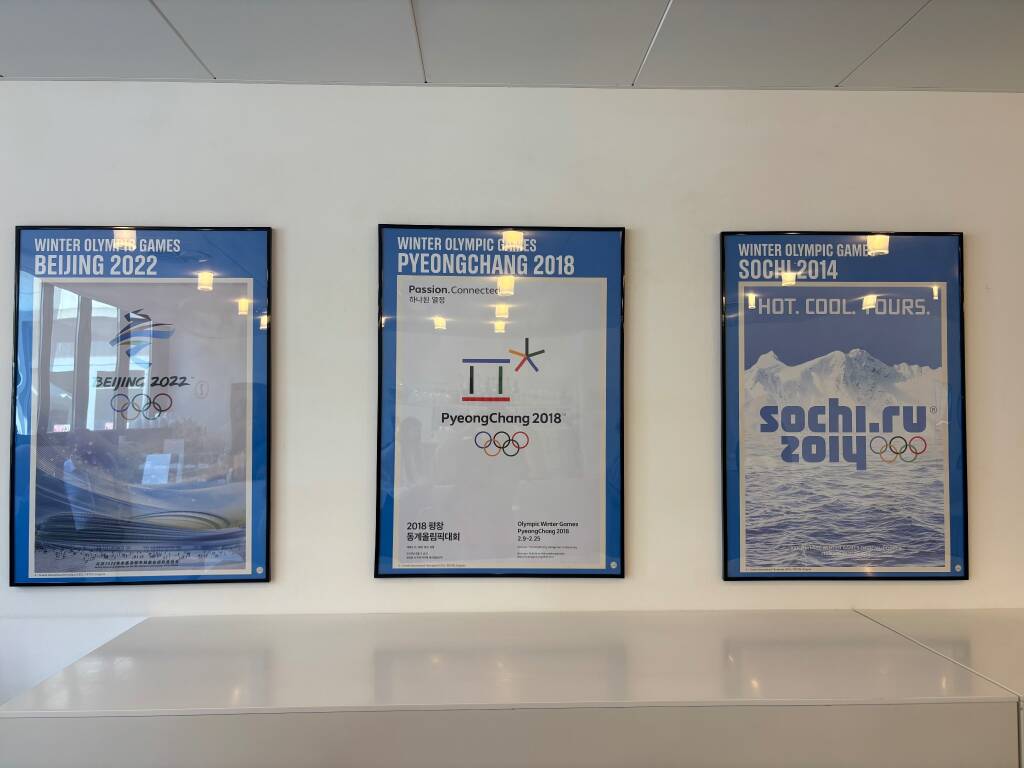 WINTER OLYMPIC GAMES
BEIJING 2022
BEIJING 2022
WINTER OLYMPIC GAMES
PYEONGCHANG 2018
Passion.Connected
하나된 열정
PyeongChang 2018
2018 평창
동계올림픽대회
Olympic Winter Games
PyeongChang 2018
2.9-2.25
WINTER OLYMPIC GAMES
SOCHI 2014
HOT. COOL. YOURS.
sochi.ru
2014